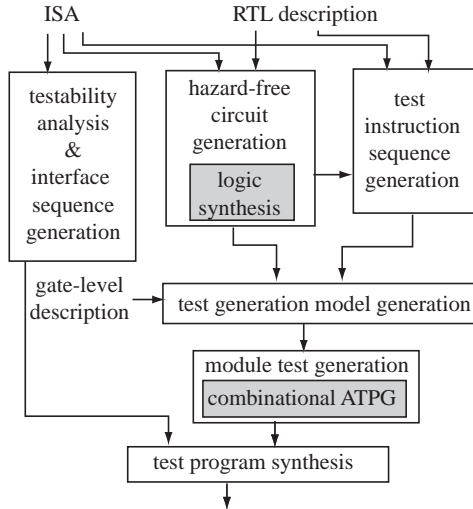 ISA
RTL description
testability
analysis
&
interface
sequence
generation
hazard-free
circuit
generation
logic
synthesis
test
instruction
sequence
generation
gate-level
description
test generation model generation
module test generation
combinational ATPG
test program synthesis